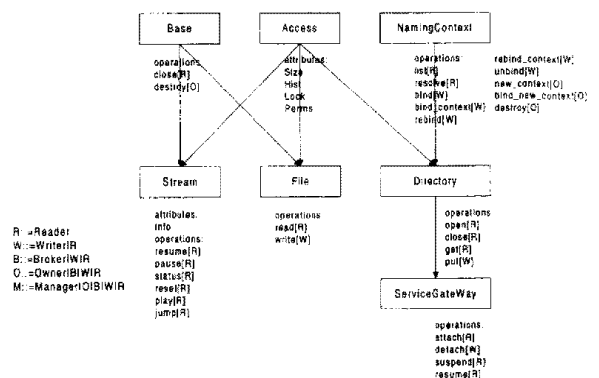 Base
Access
NamingContext
operations
close[R]
destroy[O]
attributes:
Size
Hist
Lock
Perms
operations:
list[R]
resolve[R]
bind[W]
bind_context[W]
rebind[W]
rebind_context[W]
unbind[W]
new_context[O]
bind_new_context[O]
destroy[O]
Stream
File
Directory
attributes:
info
operations:
resume[R]
pause[R]
status[R]
reset[R]
play[R]
jump[R]
operations
read[R]
write[W]
operations
open[R]
close[R]
get[R]
put[W]
R::=Reader
W::=Writer|R
B::=Broker|W|R
O::=Owner|B|W|R
M::=Manager|O|B|W|R
ServiceGateWay
operations:
attach[R]
detach[W]
suspend[R]
resume[R]